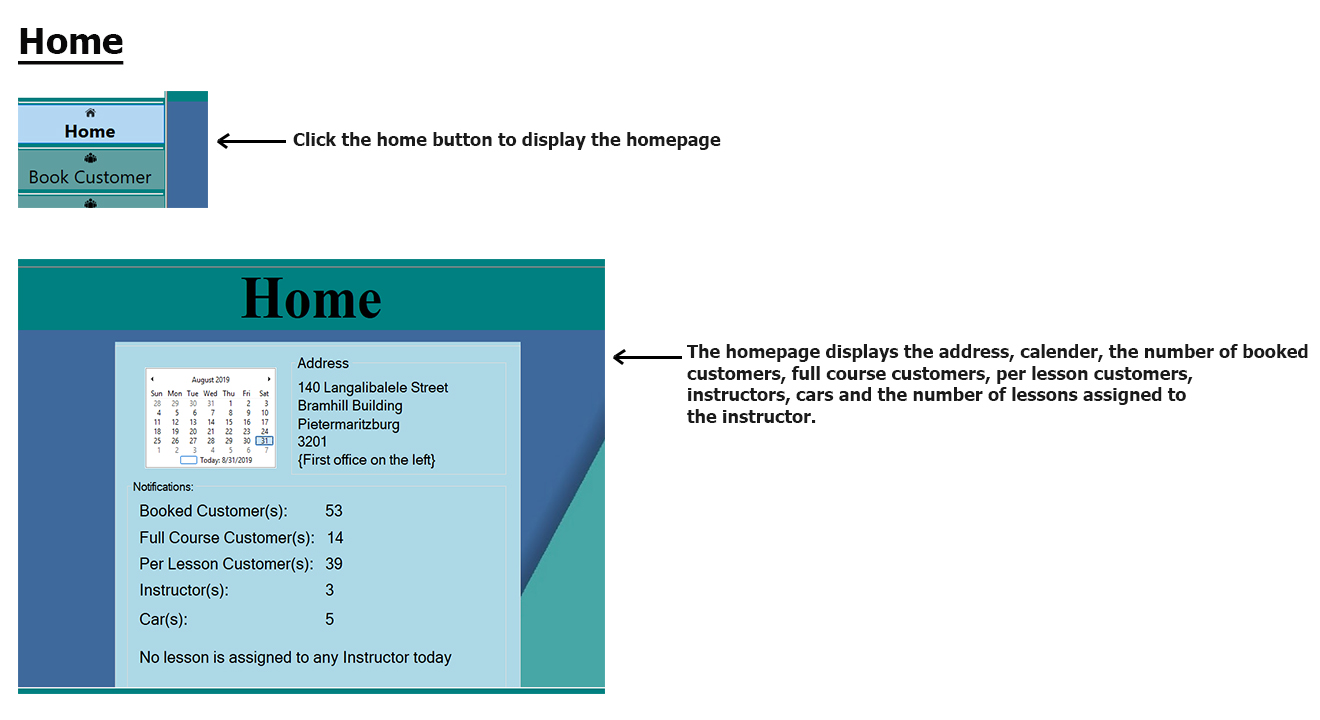 Home
Home
Click the home button to display the homepage
Book Customer
Home
The homepage displays the address, calender, the number of booked
customers, full course customers, per lesson customers,
instructors, cars and the number of lessons assigned to
the instructor.
August 2019
Sun Mon Tue Wed Thu Fri Sat
28 29 30 31 1 2 3
4 5 6 7 8 9 10
11 12 13 14 15 16 17
18 19 20 21 22 23 24
25 26 27 28 29 30 31
1 2 3 4 5 6 7
Today: 8/31/2019
Address
140 Langalibalele Street
Bramhill Building
Pietermaritzburg
3201
{First office on the left}
Notifications:
Booked Customer(s): 53
Full Course Customer(s): 14
Per Lesson Customer(s): 39
Instructor(s): 3
Car(s): 5
No lesson is assigned to any Instructor today